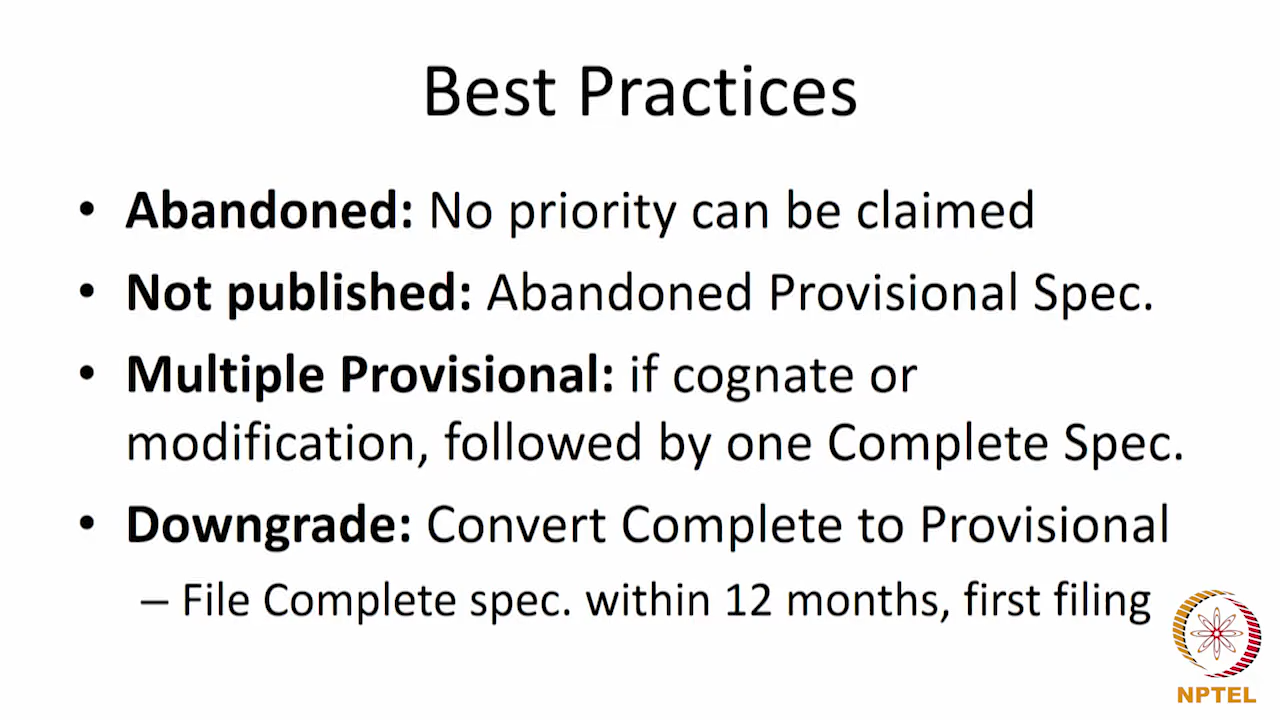 Best Practices
• Abandoned: No priority can be claimed
• Not published: Abandoned Provisional Spec.
• Multiple Provisional: if cognate or
modification, followed by one Complete Spec.
• Downgrade: Convert Complete to Provisional
– File Complete spec. within 12 months, first filing
NPTEL